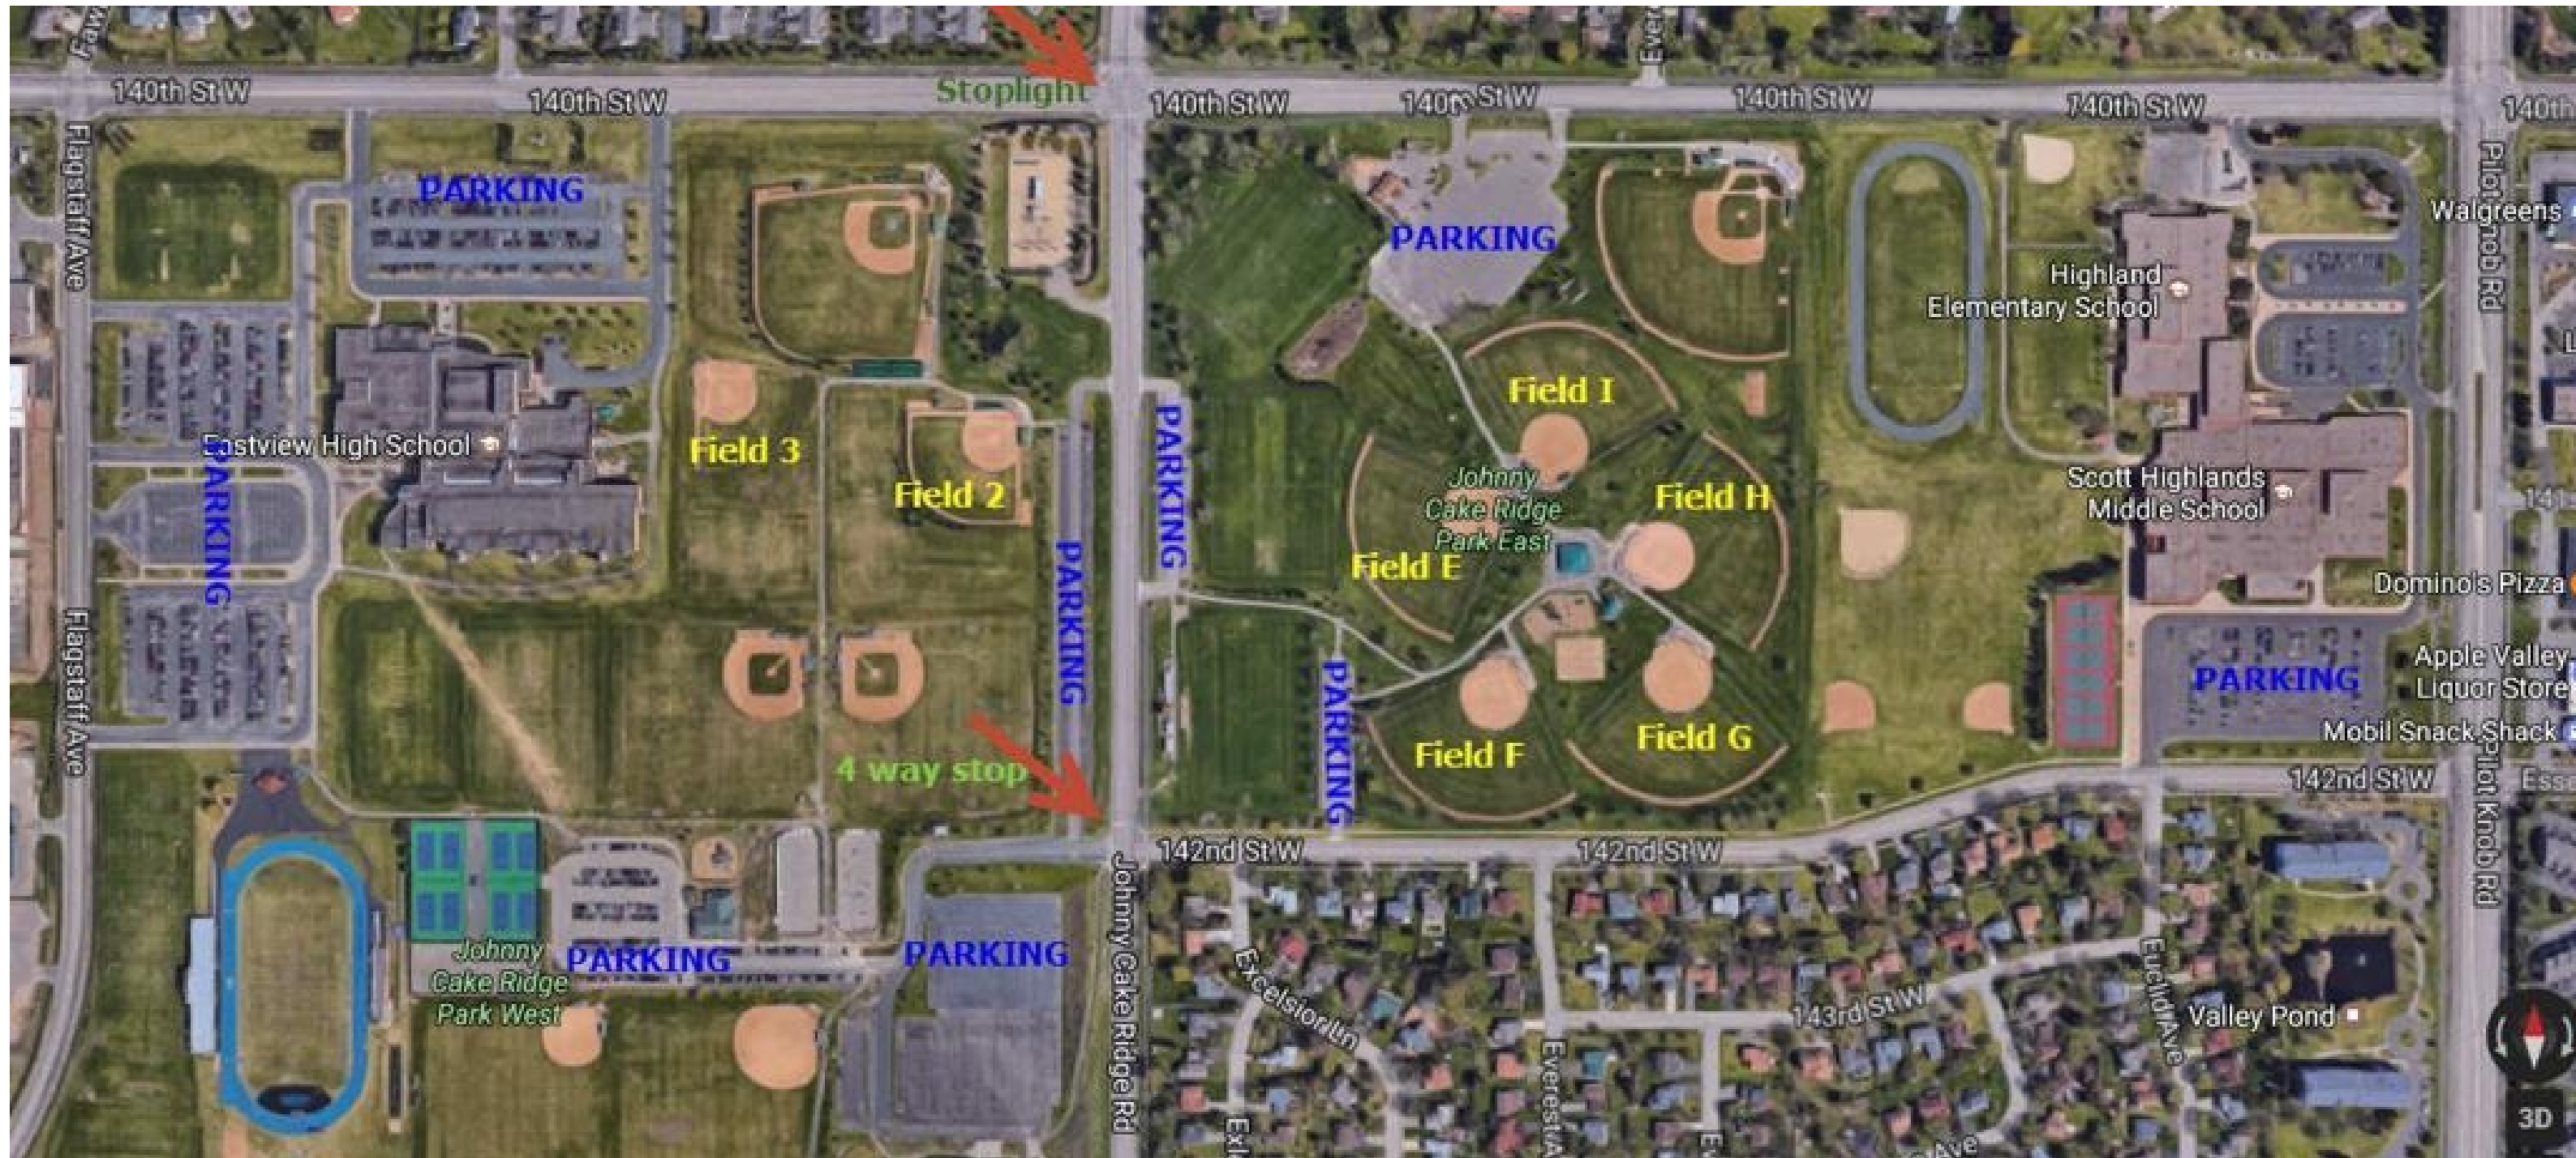 Stoplight
140th St W
140th St W
140th St W
140th St W
140th St W
140th St W
140th
Flagstaff Ave
Pilot Knob Rd
PARKING
PARKING
Walgreens
Highland
Elementary School
Field I
PARKING
Eastview High School
PARKING
Field 3
Field 2
Johnny
Cake Ridge
Park East
Field H
Scott Highlands
Middle School
PARKING
Field E
Domino's Pizza
Flagstaff Ave
PARKING
Apple Valley
Liquor Store
PARKING
Mobil Snack Shack
Field F
Field G
4 way stop
142nd St W
142nd St W
142nd St W
Pilot Knob Rd
Johnny Cake Ridge Rd
Johnny
Cake Ridge
Park West
PARKING
PARKING
Excelsior Ln
143rd St W
Euclid Ave
Valley Pond
Everest A
Ave
3D